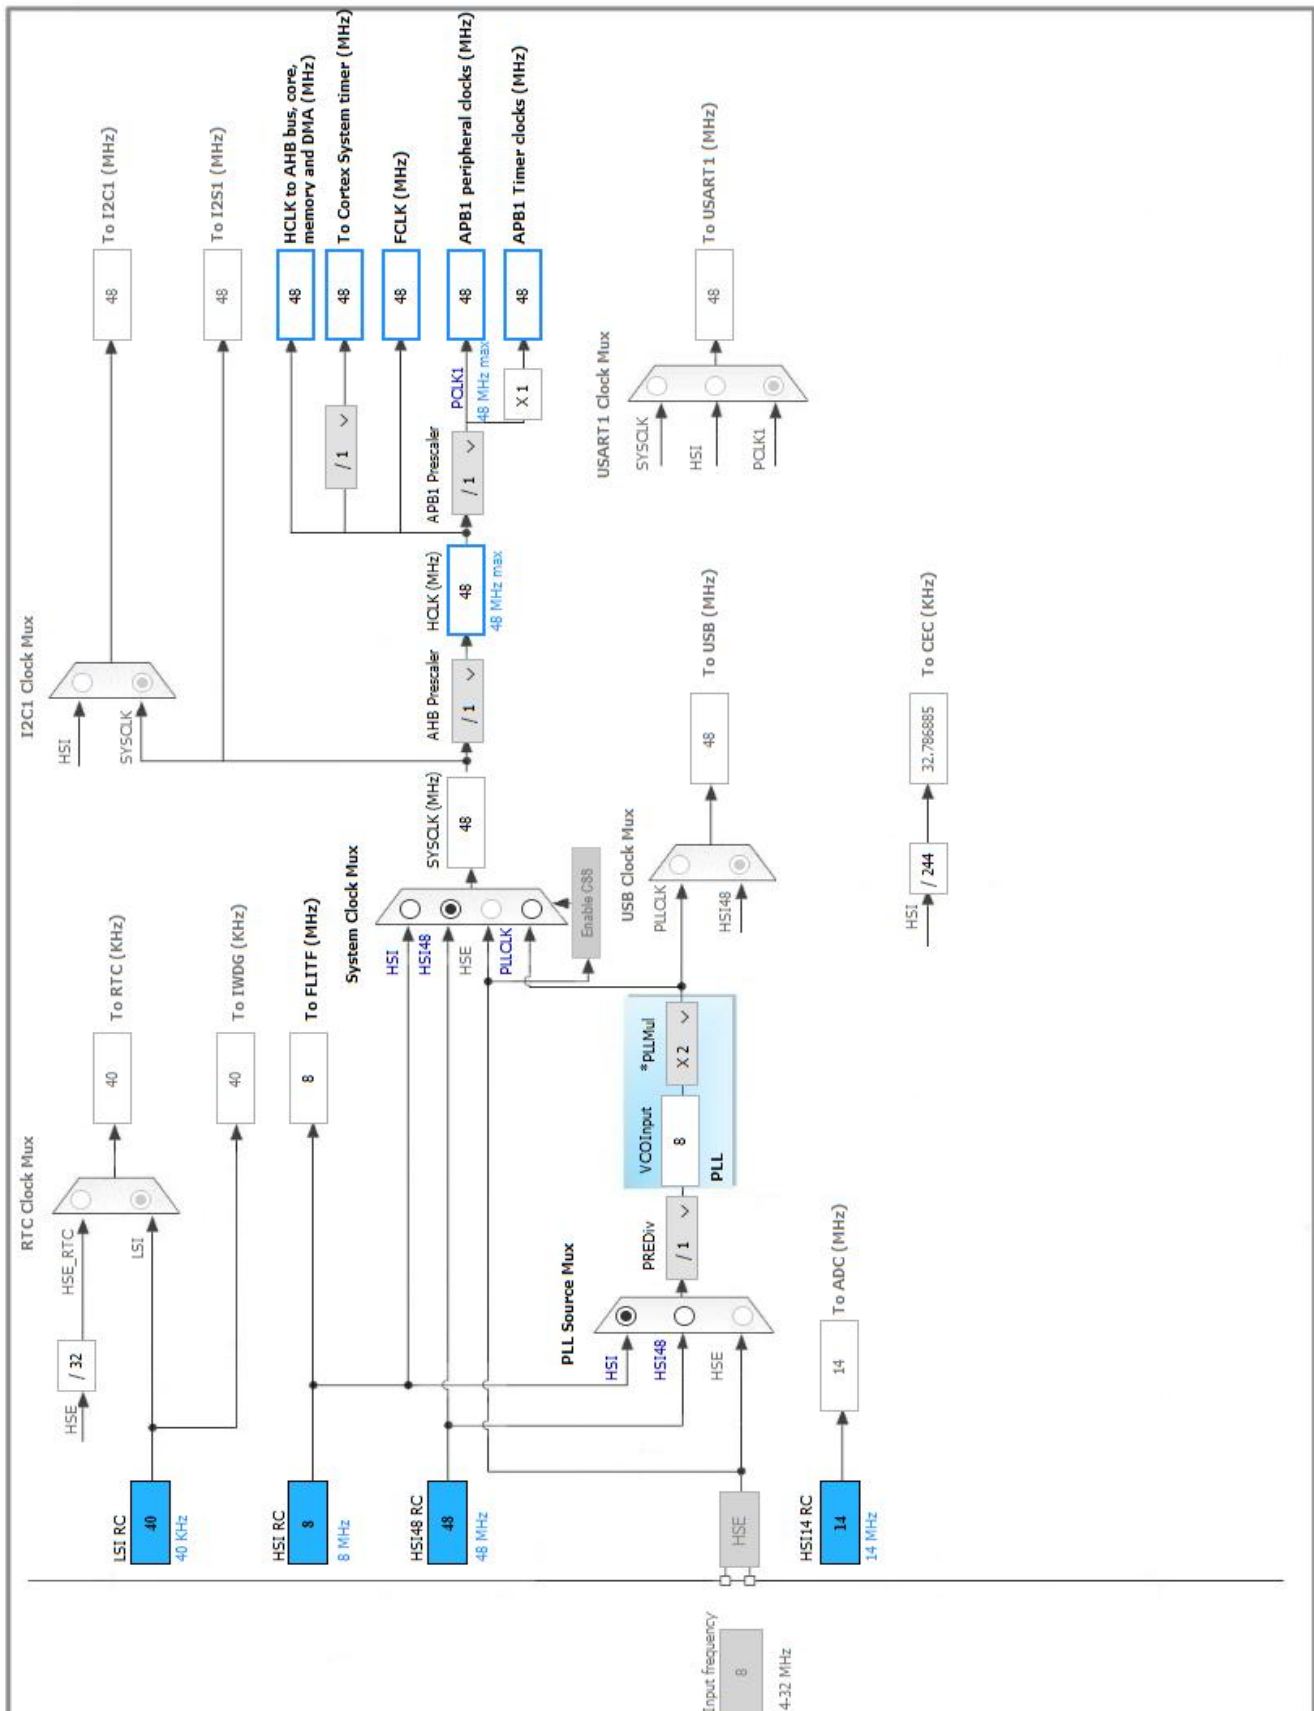 RTC Clock Mux
HSE
/ 32
HSE_RTC
LSI
40
To RTC (KHz)
LSI RC
40
40 KHz
40
To IWDG (KHz)
HSI RC
8
8 MHz
8
To FLITF (MHz)
HSI48 RC
48
48 MHz
System Clock Mux
HSI
HSI48
HSE
PLLCLK
Enable CSS
SYSCLK (MHz)
48
AHB Prescaler
/ 1
HCLK (MHz)
48
48 MHz max
APB1 Prescaler
/ 1
PCLK1
48 MHz max
X 1
/ 1
I2C1 Clock Mux
HSI
SYSCLK
48
To I2C1 (MHz)
48
To I2S1 (MHz)
48
HCLK to AHB bus, core,
memory and DMA (MHz)
48
To Cortex System timer (MHz)
48
FCLK (MHz)
48
APB1 peripheral clocks (MHz)
48
APB1 Timer clocks (MHz)
PLL Source Mux
HSI
HSI48
HSE
PREDiv
/ 1
VCOInput
8
*PLLMul
X 2
PLL
USB Clock Mux
PLLCLK
HSI48
48
To USB (MHz)
USART1 Clock Mux
SYSCLK
HSI
PCLK1
48
To USART1 (MHz)
Input frequency
8
4-32 MHz
HSE
HSI14 RC
14
14 MHz
14
To ADC (MHz)
HSI
/ 244
32.786885
To CEC (KHz)